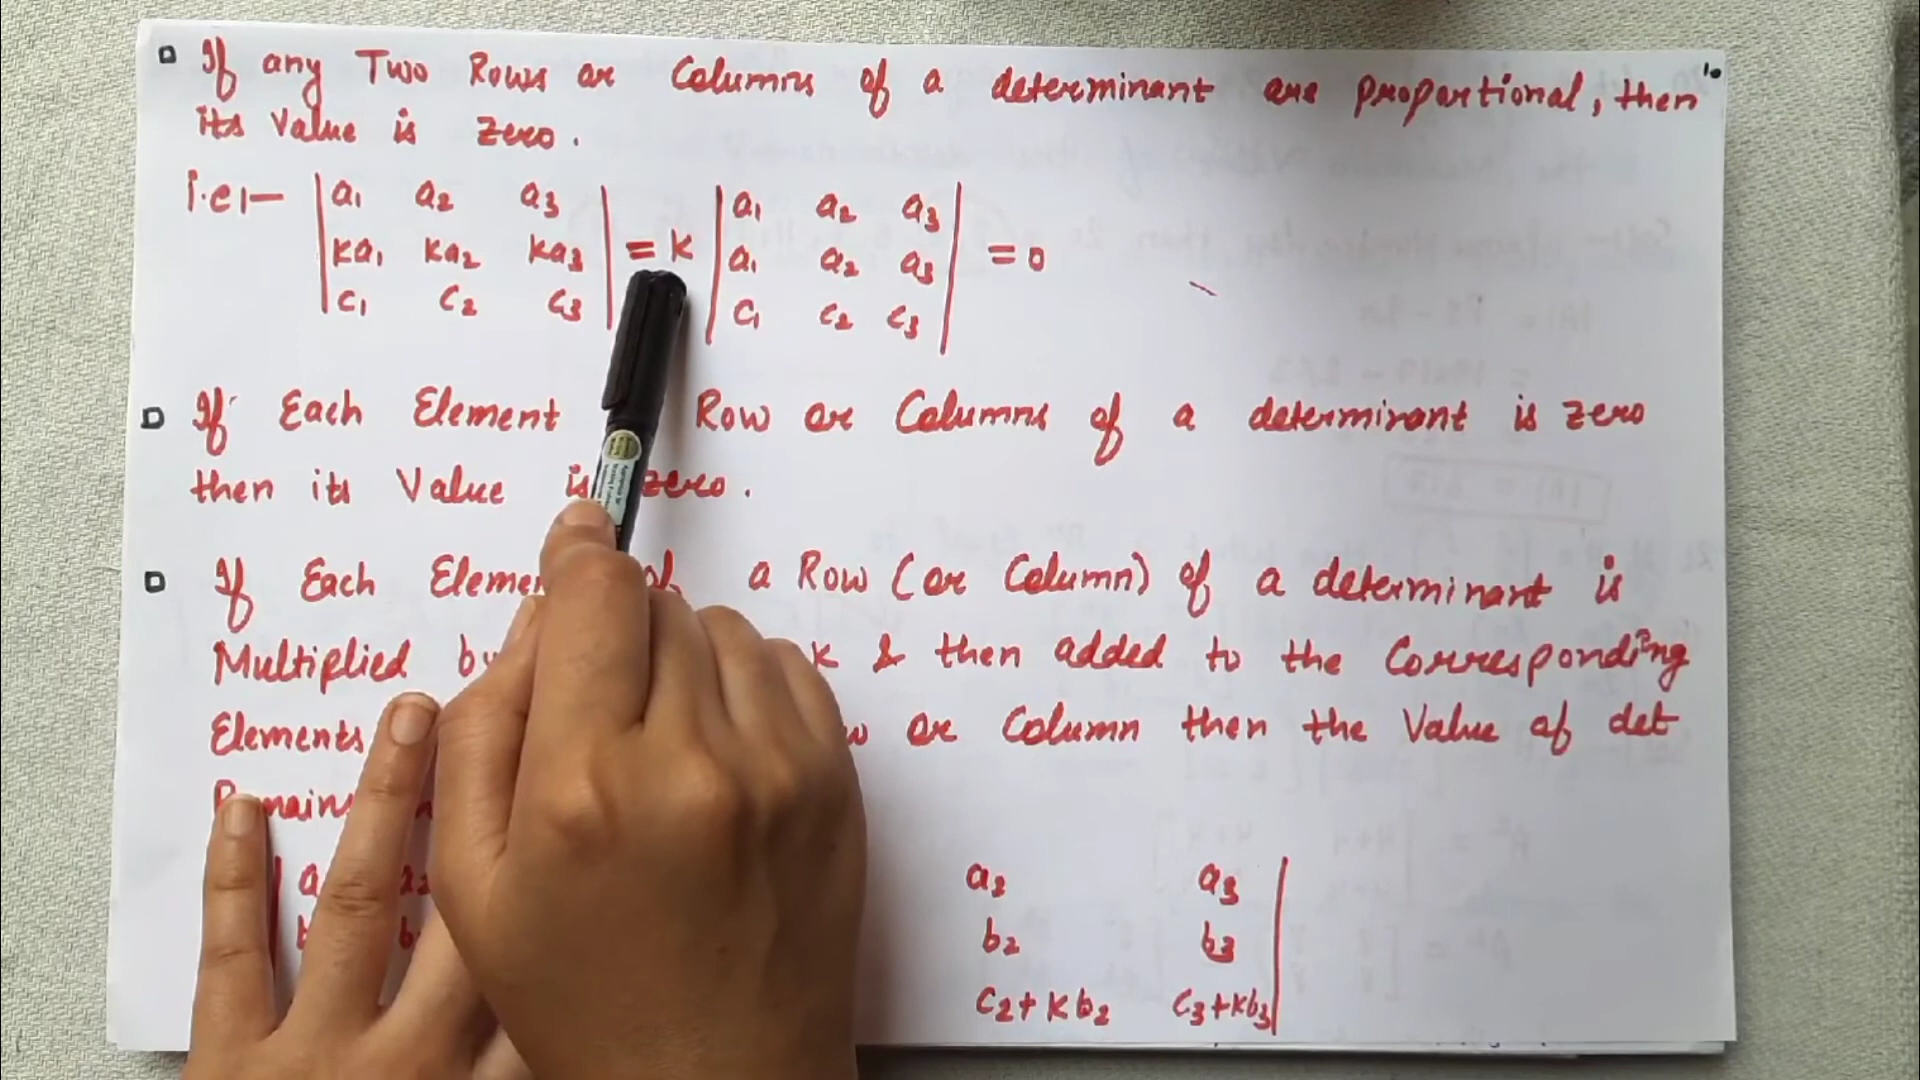 If any Two Rows or Columns of a determinant are proportional, then
its Value is zero.
i.e:- | a₁ a₂ a₃ |   | a₁ a₂ a₃ |
| ka₁ ka₂ ka₃ | = k | a₁ a₂ a₃ | = 0
| c₁ c₂ c₃ |   | c₁ c₂ c₃ |
If Each Element Row or Columns of a determinant is zero
then its Value is zero.
If Each Elemen of a Row (or Column) of a determinant is
Multiplied by k & then added to the Corresponding
Elements or Column then the Value of det
Remains
a₂ a₂ a₃
b₂ b₃
c₂+kb₂ c₃+kb₃